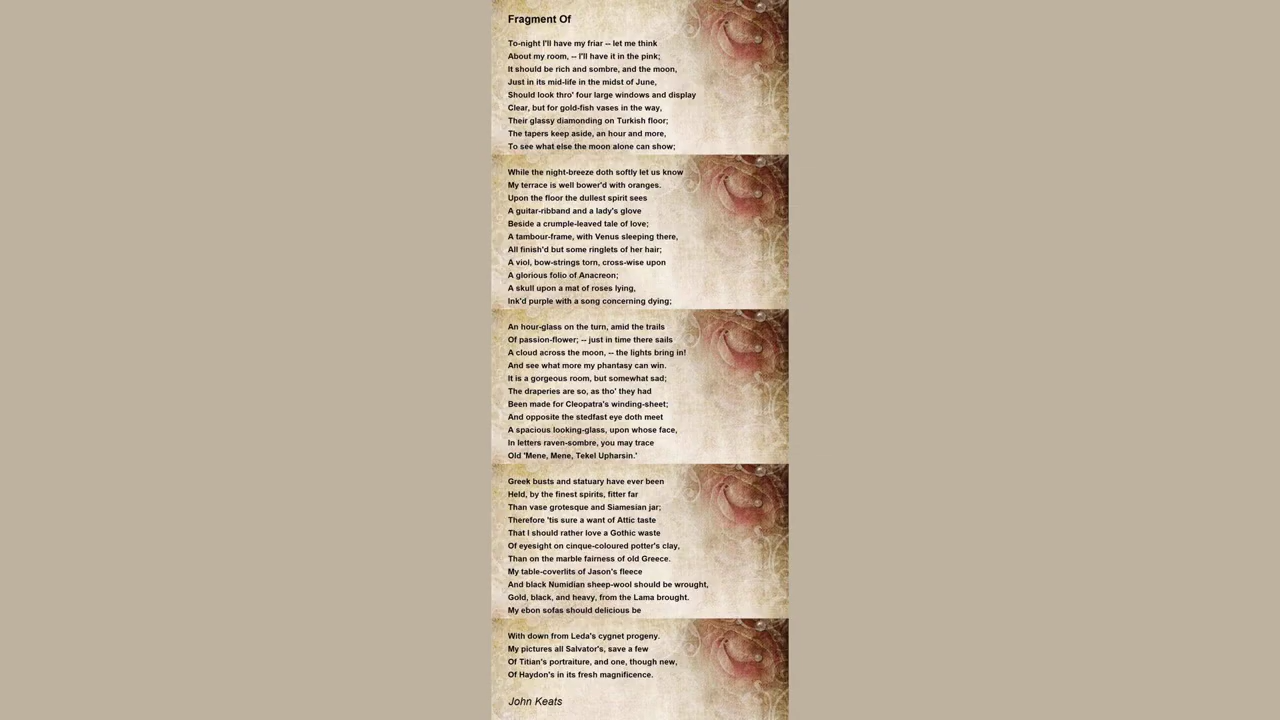 Fragment Of
To-night I'll have my friar -- let me think
About my room, -- I'll have it in the pink;
It should be rich and sombre, and the moon,
Just in its mid-life in the midst of June,
Should look thro' four large windows and display
Clear, but for gold-fish vases in the way,
Their glassy diamonding on Turkish floor;
The tapers keep aside, an hour and more,
To see what else the moon alone can show;
While the night-breeze doth softly let us know
My terrace is well bower'd with oranges.
Upon the floor the dullest spirit sees
A guitar-ribband and a lady's glove
Beside a crumple-leaved tale of love;
A tambour-frame, with Venus sleeping there,
All finish'd but some ringlets of her hair;
A viol, bow-strings torn, cross-wise upon
A glorious folio of Anacreon;
A skull upon a mat of roses lying,
Ink'd purple with a song concerning dying;
An hour-glass on the turn, amid the trails
Of passion-flower; -- just in time there sails
A cloud across the moon, -- the lights bring in!
And see what more my phantasy can win.
It is a gorgeous room, but somewhat sad;
The draperies are so, as tho' they had
Been made for Cleopatra's winding-sheet;
And opposite the stedfast eye doth meet
A spacious looking-glass, upon whose face,
In letters raven-sombre, you may trace
Old 'Mene, Mene, Tekel Upharsin.'
Greek busts and statuary have ever been
Held, by the finest spirits, fitter far
Than vase grotesque and Siamesian jar;
Therefore 'tis sure a want of Attic taste
That I should rather love a Gothic waste
Of eyesight on cinque-coloured potter's clay,
Than on the marble fairness of old Greece.
My table-coverlits of Jason's fleece
And black Numidian sheep-wool should be wrought,
Gold, black, and heavy, from the Lama brought.
My ebon sofas should delicious be
With down from Leda's cygnet progeny.
My pictures all Salvator's, save a few
Of Titian's portraiture, and one, though new,
Of Haydon's in its fresh magnificence.
John Keats